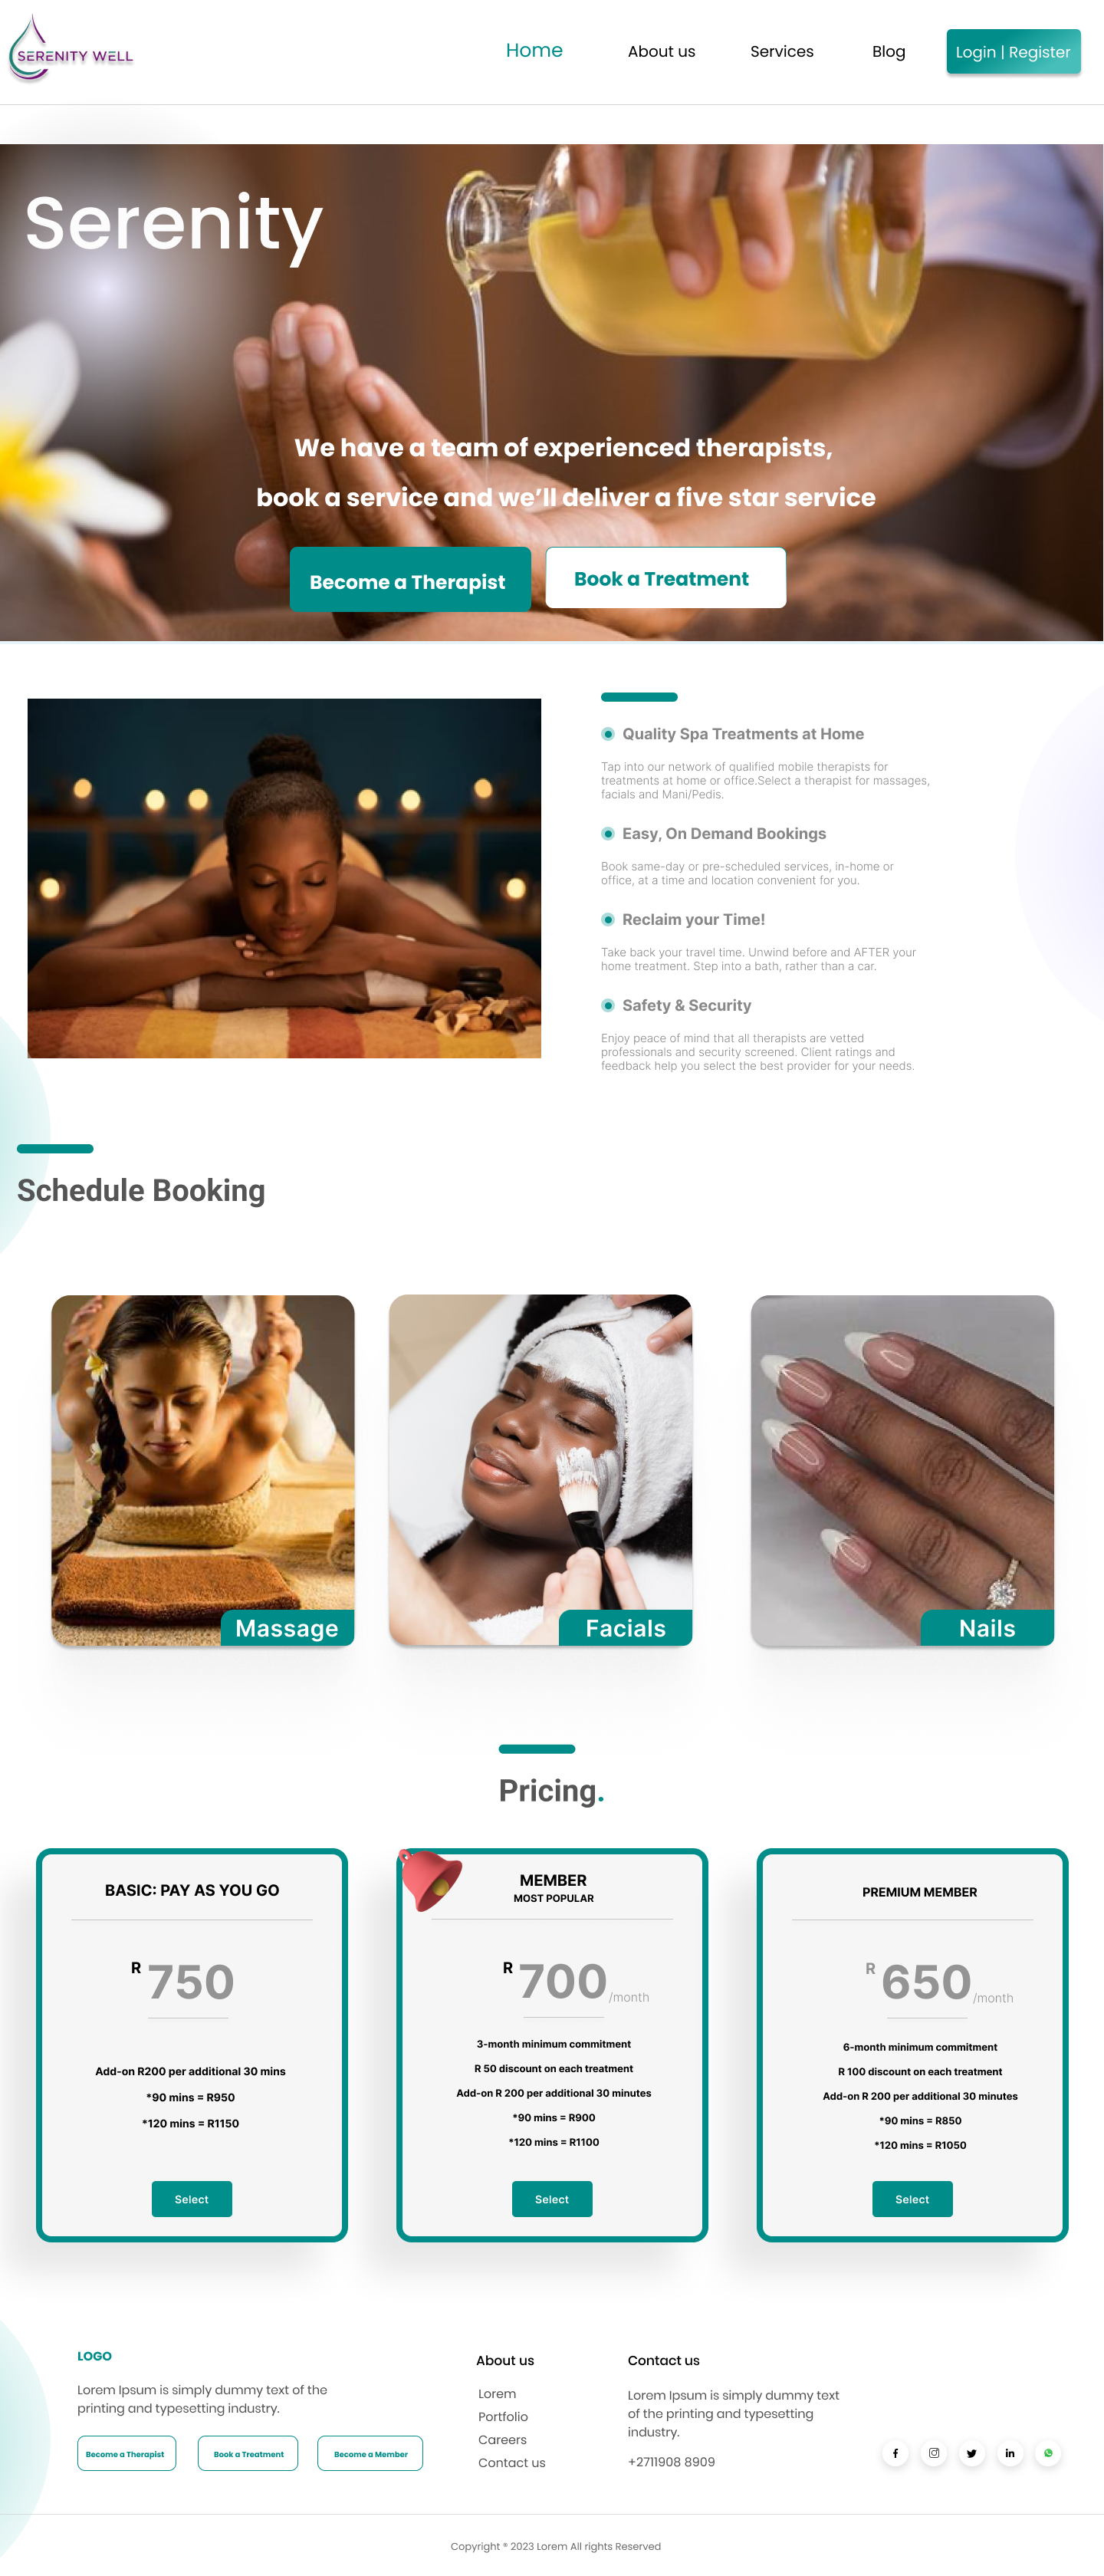 SERENITY WELL
Home
About us
Services
Blog
Login | Register
Serenity
We have a team of experienced therapists,
book a service and we’ll deliver a five star service
Become a Therapist
Book a Treatment
Quality Spa Treatments at Home
Tap into our network of qualified mobile therapists for
treatments at home or office.Select a therapist for massages,
facials and Mani/Pedis.
Easy, On Demand Bookings
Book same-day or pre-scheduled services, in-home or
office, at a time and location convenient for you.
Reclaim your Time!
Take back your travel time. Unwind before and AFTER your
home treatment. Step into a bath, rather than a car.
Safety & Security
Enjoy peace of mind that all therapists are vetted
professionals and security screened. Client ratings and
feedback help you select the best provider for your needs.
Schedule Booking
Massage
Facials
Nails
Pricing.
BASIC: PAY AS YOU GO
R 750
Add-on R200 per additional 30 mins
*90 mins = R950
*120 mins = R1150
Select
MEMBER
MOST POPULAR
R 700 /month
3-month minimum commitment
R 50 discount on each treatment
Add-on R 200 per additional 30 minutes
*90 mins = R900
*120 mins = R1100
Select
PREMIUM MEMBER
R 650 /month
6-month minimum commitment
R 100 discount on each treatment
Add-on R 200 per additional 30 minutes
*90 mins = R850
*120 mins = R1050
Select
LOGO
Lorem Ipsum is simply dummy text of the
printing and typesetting industry.
Become a Therapist
Book a Treatment
Become a Member
About us
Lorem
Portfolio
Careers
Contact us
Contact us
Lorem Ipsum is simply dummy text
of the printing and typesetting
industry.
+2711908 8909
Copyright ® 2023 Lorem All rights Reserved